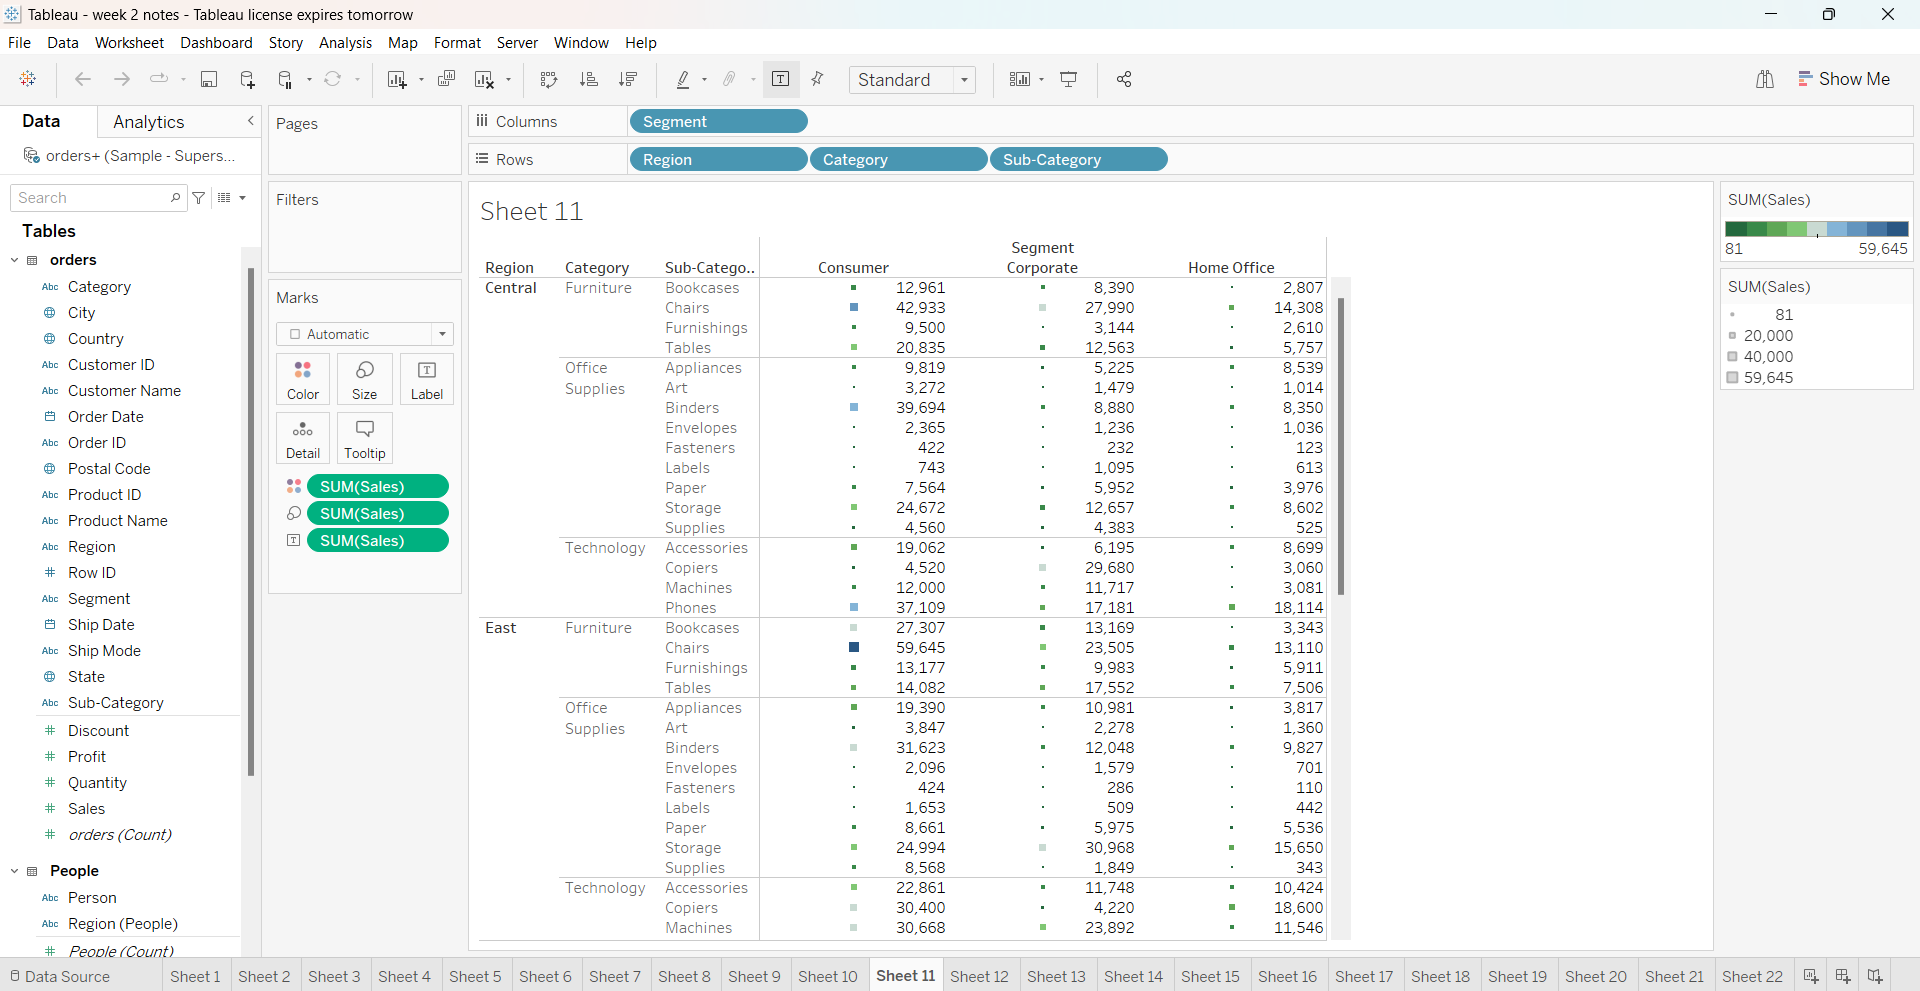 Tableau - week 2 notes - Tableau license expires tomorrow
File Data Worksheet Dashboard Story Analysis Map Format Server Window Help
Standard
Show Me
Data Analytics
orders+ (Sample - Supers...
Search
Tables
orders
Abc Category
City
Country
Abc Customer ID
Abc Customer Name
Order Date
Abc Order ID
Postal Code
Abc Product ID
Abc Product Name
Abc Region
# Row ID
Abc Segment
Ship Date
Abc Ship Mode
State
Abc Sub-Category
# Discount
# Profit
# Quantity
# Sales
# orders (Count)
People
Abc Person
Abc Region (People)
# People (Count)
Pages
Filters
Marks
Automatic
Color Size Label
Detail Tooltip
SUM(Sales)
SUM(Sales)
SUM(Sales)
Columns Segment
Rows Region Category Sub-Category
Sheet 11
Segment
Region Category Sub-Catego.. Consumer Corporate Home Office
Central Furniture Bookcases 12,961 8,390 2,807
Chairs 42,933 27,990 14,308
Furnishings 9,500 3,144 2,610
Tables 20,835 12,563 5,757
Office Appliances 9,819 5,225 8,539
Supplies Art 3,272 1,479 1,014
Binders 39,694 8,880 8,350
Envelopes 2,365 1,236 1,036
Fasteners 422 232 123
Labels 743 1,095 613
Paper 7,564 5,952 3,976
Storage 24,672 12,657 8,602
Supplies 4,560 4,383 525
Technology Accessories 19,062 6,195 8,699
Copiers 4,520 29,680 3,060
Machines 12,000 11,717 3,081
Phones 37,109 17,181 18,114
East Furniture Bookcases 27,307 13,169 3,343
Chairs 59,645 23,505 13,110
Furnishings 13,177 9,983 5,911
Tables 14,082 17,552 7,506
Office Appliances 19,390 10,981 3,817
Supplies Art 3,847 2,278 1,360
Binders 31,623 12,048 9,827
Envelopes 2,096 1,579 701
Fasteners 424 286 110
Labels 1,653 509 442
Paper 8,661 5,975 5,536
Storage 24,994 30,968 15,650
Supplies 8,568 1,849 343
Technology Accessories 22,861 11,748 10,424
Copiers 30,400 4,220 18,600
Machines 30,668 23,892 11,546
SUM(Sales)
81 59,645
SUM(Sales)
81
20,000
40,000
59,645
Data Source Sheet 1 Sheet 2 Sheet 3 Sheet 4 Sheet 5 Sheet 6 Sheet 7 Sheet 8 Sheet 9 Sheet 10 Sheet 11 Sheet 12 Sheet 13 Sheet 14 Sheet 15 Sheet 16 Sheet 17 Sheet 18 Sheet 19 Sheet 20 Sheet 21 Sheet 22